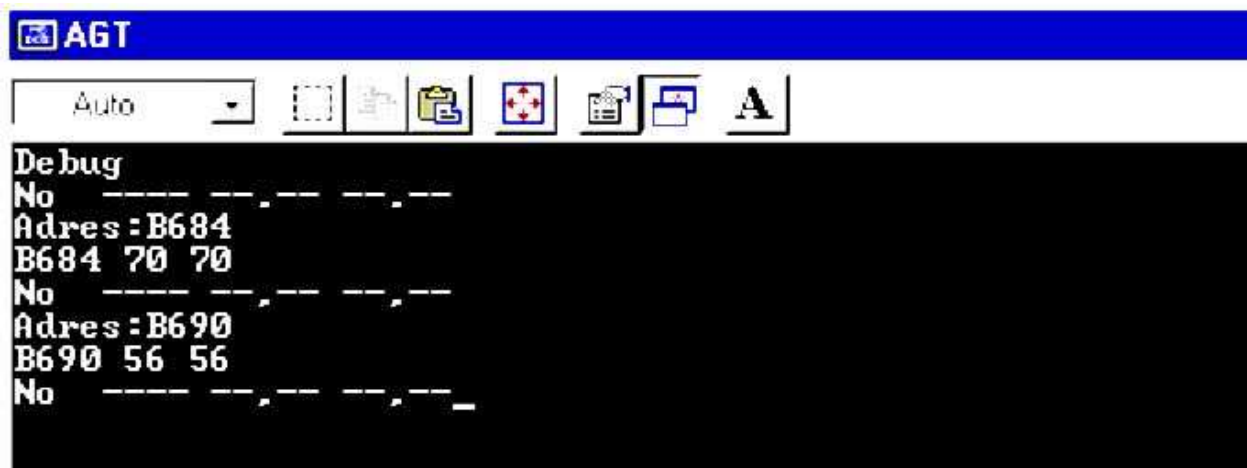 AGT
Auto
A
Debug
No  ---- --.-- --.--
Adres:B684
B684 70 70
No  ---- --.-- --.--
Adres:B690
B690 56 56
No  ---- --.-- --.--_